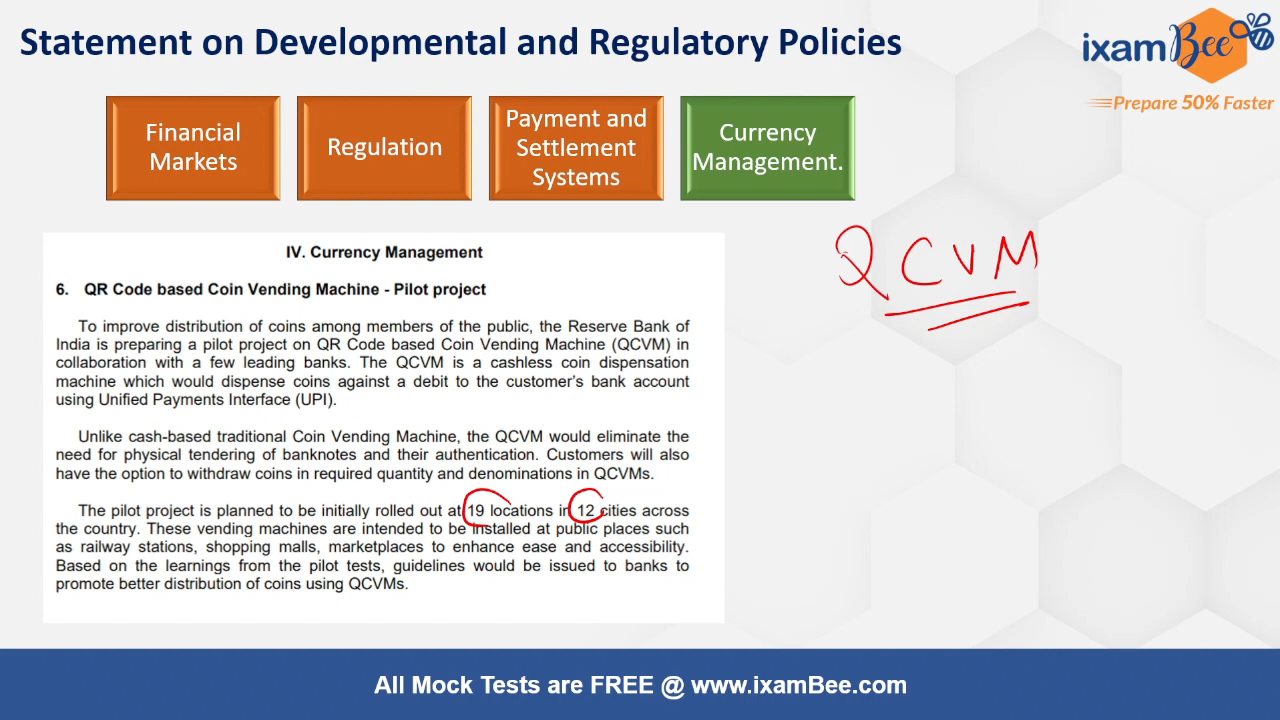 Statement on Developmental and Regulatory Policies
ixamBee
Prepare 50% Faster
Financial
Markets
Regulation
Payment and
Settlement
Systems
Currency
Management.
QCVM
IV. Currency Management
6. QR Code based Coin Vending Machine - Pilot project
To improve distribution of coins among members of the public, the Reserve Bank of
India is preparing a pilot project on QR Code based Coin Vending Machine (QCVM) in
collaboration with a few leading banks. The QCVM is a cashless coin dispensation
machine which would dispense coins against a debit to the customer's bank account
using Unified Payments Interface (UPI).
Unlike cash-based traditional Coin Vending Machine, the QCVM would eliminate the
need for physical tendering of banknotes and their authentication. Customers will also
have the option to withdraw coins in required quantity and denominations in QCVMs.
The pilot project is planned to be initially rolled out at 19 locations in 12 cities across
the country. These vending machines are intended to be installed at public places such
as railway stations, shopping malls, marketplaces to enhance ease and accessibility.
Based on the learnings from the pilot tests, guidelines would be issued to banks to
promote better distribution of coins using QCVMs.
All Mock Tests are FREE @ www.ixamBee.com